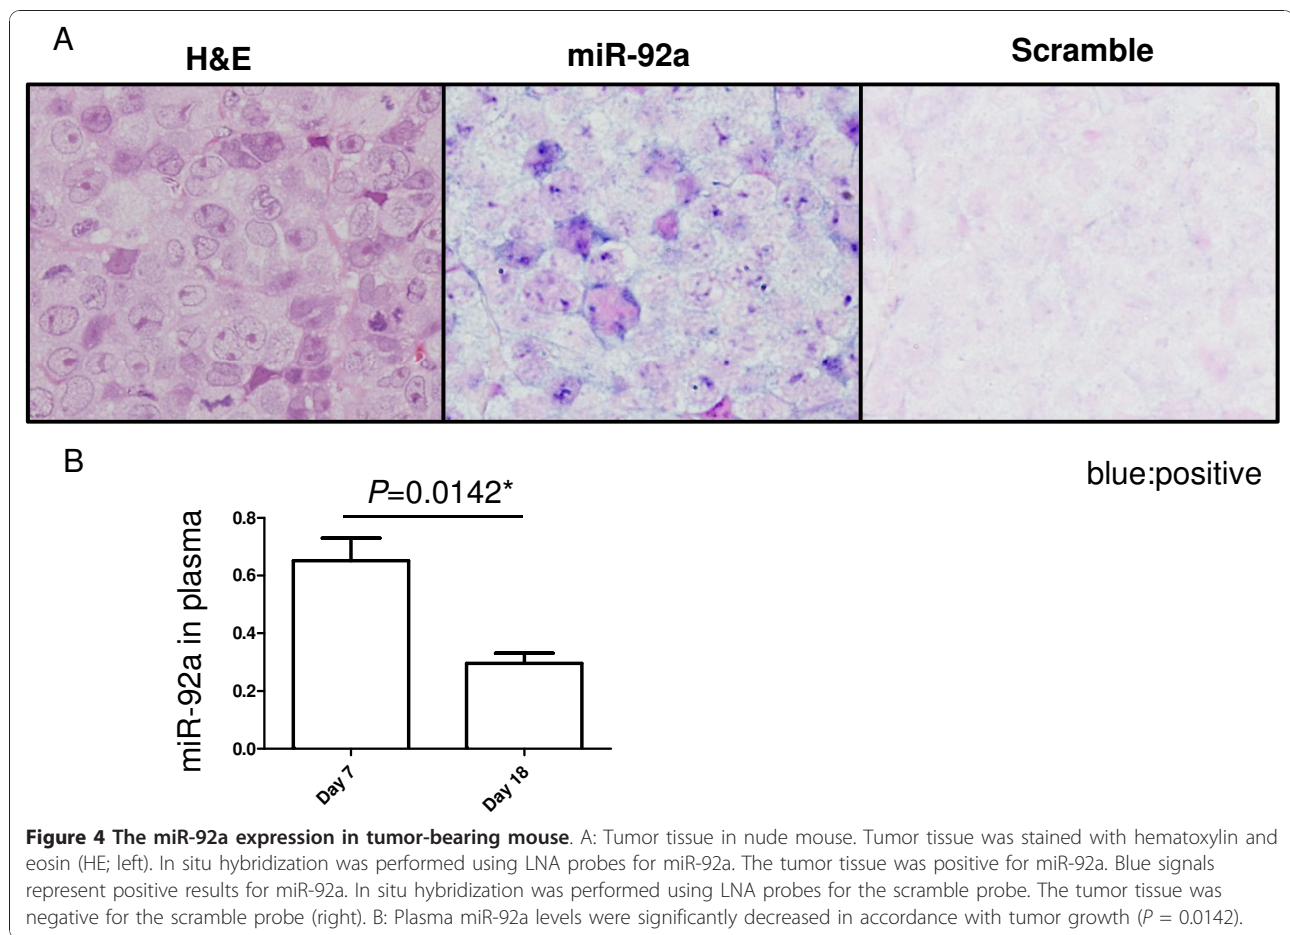 A
H&E
miR-92a
Scramble
B
blue:positive
P=0.0142*
miR-92a in plasma
0.8
0.6
0.4
0.2
0.0
Day 7
Day 18
Figure 4 The miR-92a expression in tumor-bearing mouse. A: Tumor tissue in nude mouse. Tumor tissue was stained with hematoxylin and
eosin (HE; left). In situ hybridization was performed using LNA probes for miR-92a. The tumor tissue was positive for miR-92a. Blue signals
represent positive results for miR-92a. In situ hybridization was performed using LNA probes for the scramble probe. The tumor tissue was
negative for the scramble probe (right). B: Plasma miR-92a levels were significantly decreased in accordance with tumor growth (P = 0.0142).